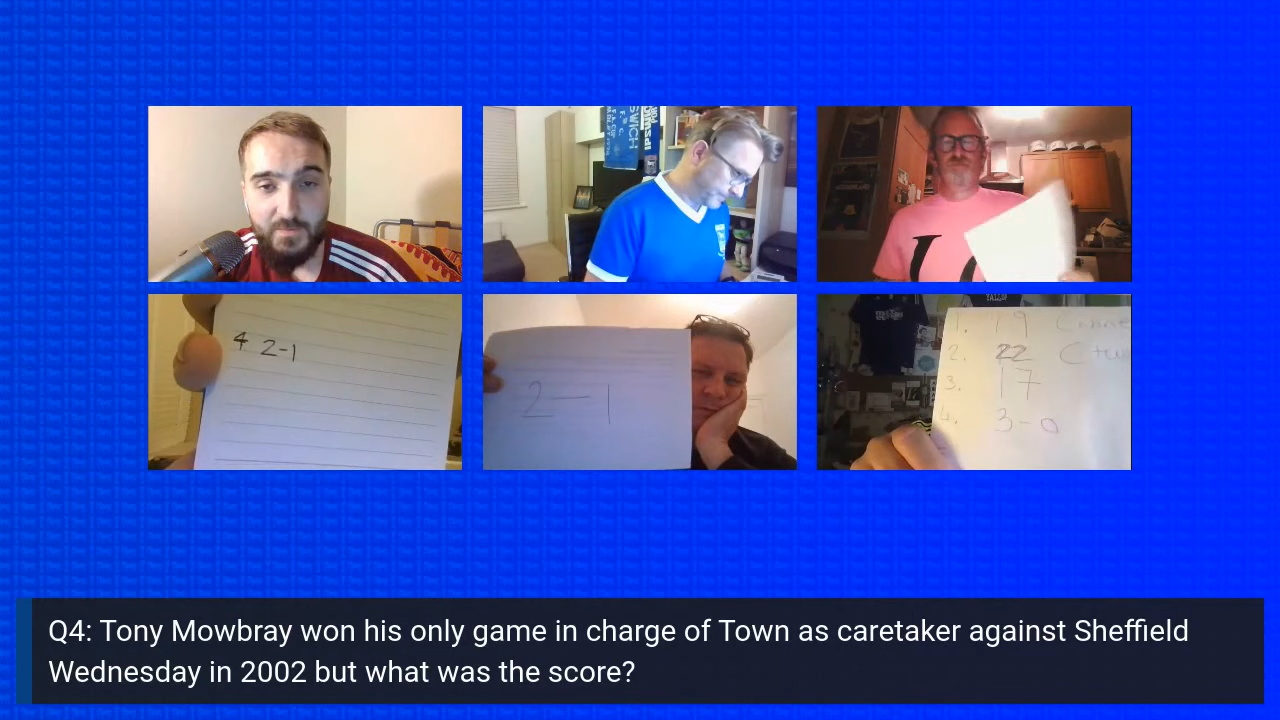 IPSWICH
4 2-1
2-1
1. 19
2. 22
3. 17
4. 3-0
Q4: Tony Mowbray won his only game in charge of Town as caretaker against Sheffield
Wednesday in 2002 but what was the score?